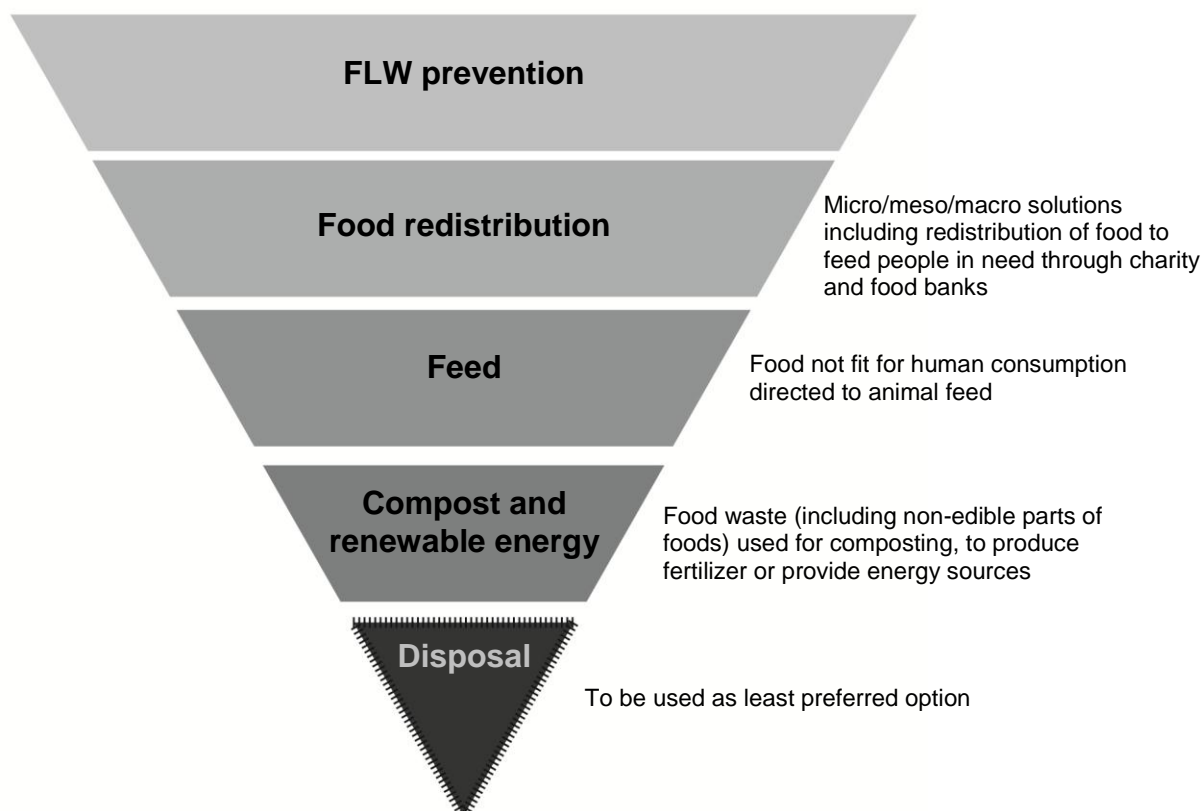 FLW prevention
Food redistribution
Micro/meso/macro solutions
including redistribution of food to
feed people in need through charity
and food banks
Feed
Food not fit for human consumption
directed to animal feed
Compost and
renewable energy
Food waste (including non-edible parts of
foods) used for composting, to produce
fertilizer or provide energy sources
Disposal
To be used as least preferred option